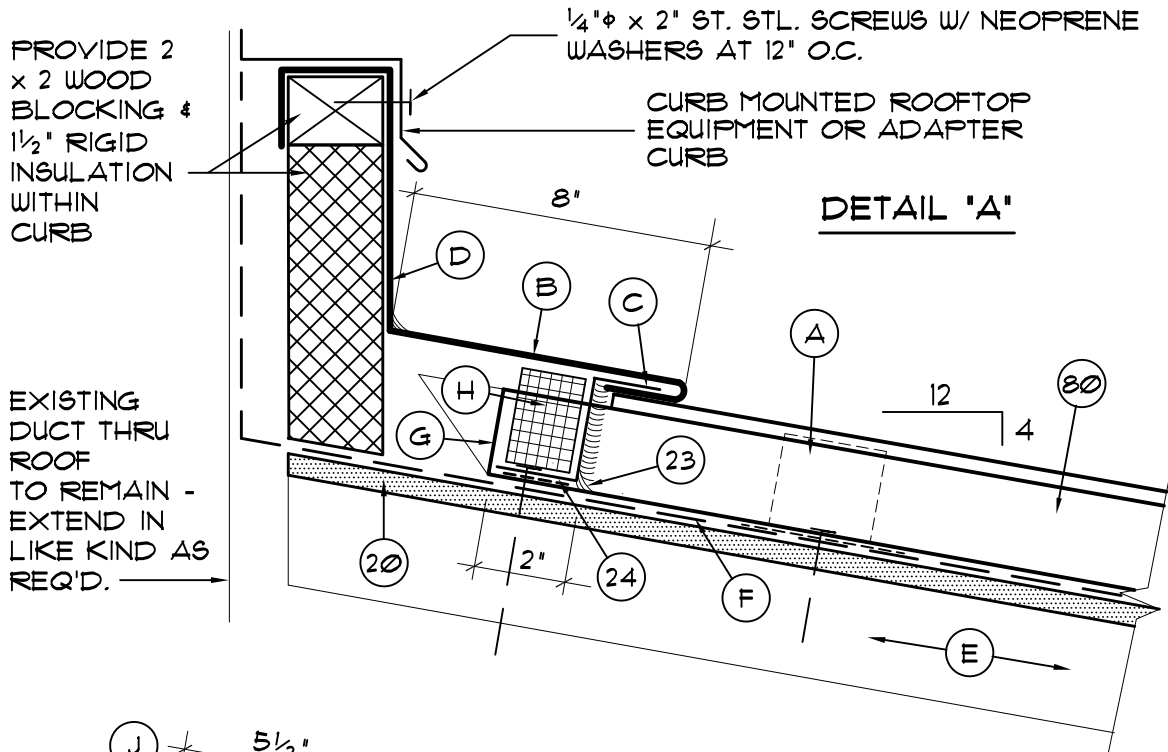 PROVIDE 2
x 2 WOOD
BLOCKING &
1½" RIGID
INSULATION
WITHIN
CURB
¼"ϕ x 2" ST. STL. SCREWS W/ NEOPRENE
WASHERS AT 12" O.C.
CURB MOUNTED ROOFTOP
EQUIPMENT OR ADAPTER
CURB
DETAIL "A"
8"
D
B
C
A
80
H
G
12
4
23
EXISTING
DUCT THRU
ROOF
TO REMAIN -
EXTEND IN
LIKE KIND AS
REQ'D.
20
2"
24
F
E
J
5½"